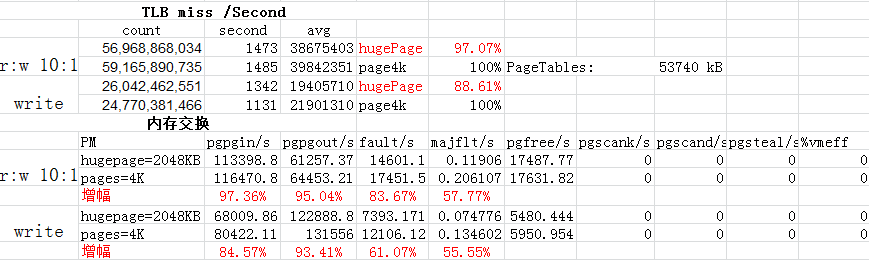 TLB miss /Second
count second avg
56,968,868,034 1473 38675403 hugePage 97.07%
r:w 10:1 59,165,890,735 1485 39842351 page4k 100% PageTables: 53740 kB
26,042,462,551 1342 19405710 hugePage 88.61%
write 24,770,381,466 1131 21901310 page4k 100%
内存交换
PM pgpgin/s pgpgout/s fault/s majflt/s pgfree/s pgscank/s pgscand/s pgsteal/s %vmeff
hugepage=2048KB 113398.8 61257.37 14601.1 0.11906 17487.77 0 0 0 0
r:w 10:1 pages=4K 116470.8 64453.21 17451.5 0.206107 17631.82 0 0 0 0
增幅 97.36% 95.04% 83.67% 57.77%
hugepage=2048KB 68009.86 122888.8 7393.171 0.074776 5480.444 0 0 0 0
write pages=4K 80422.11 131556 12106.12 0.134602 5950.954 0 0 0 0
增幅 84.57% 93.41% 61.07% 55.55%